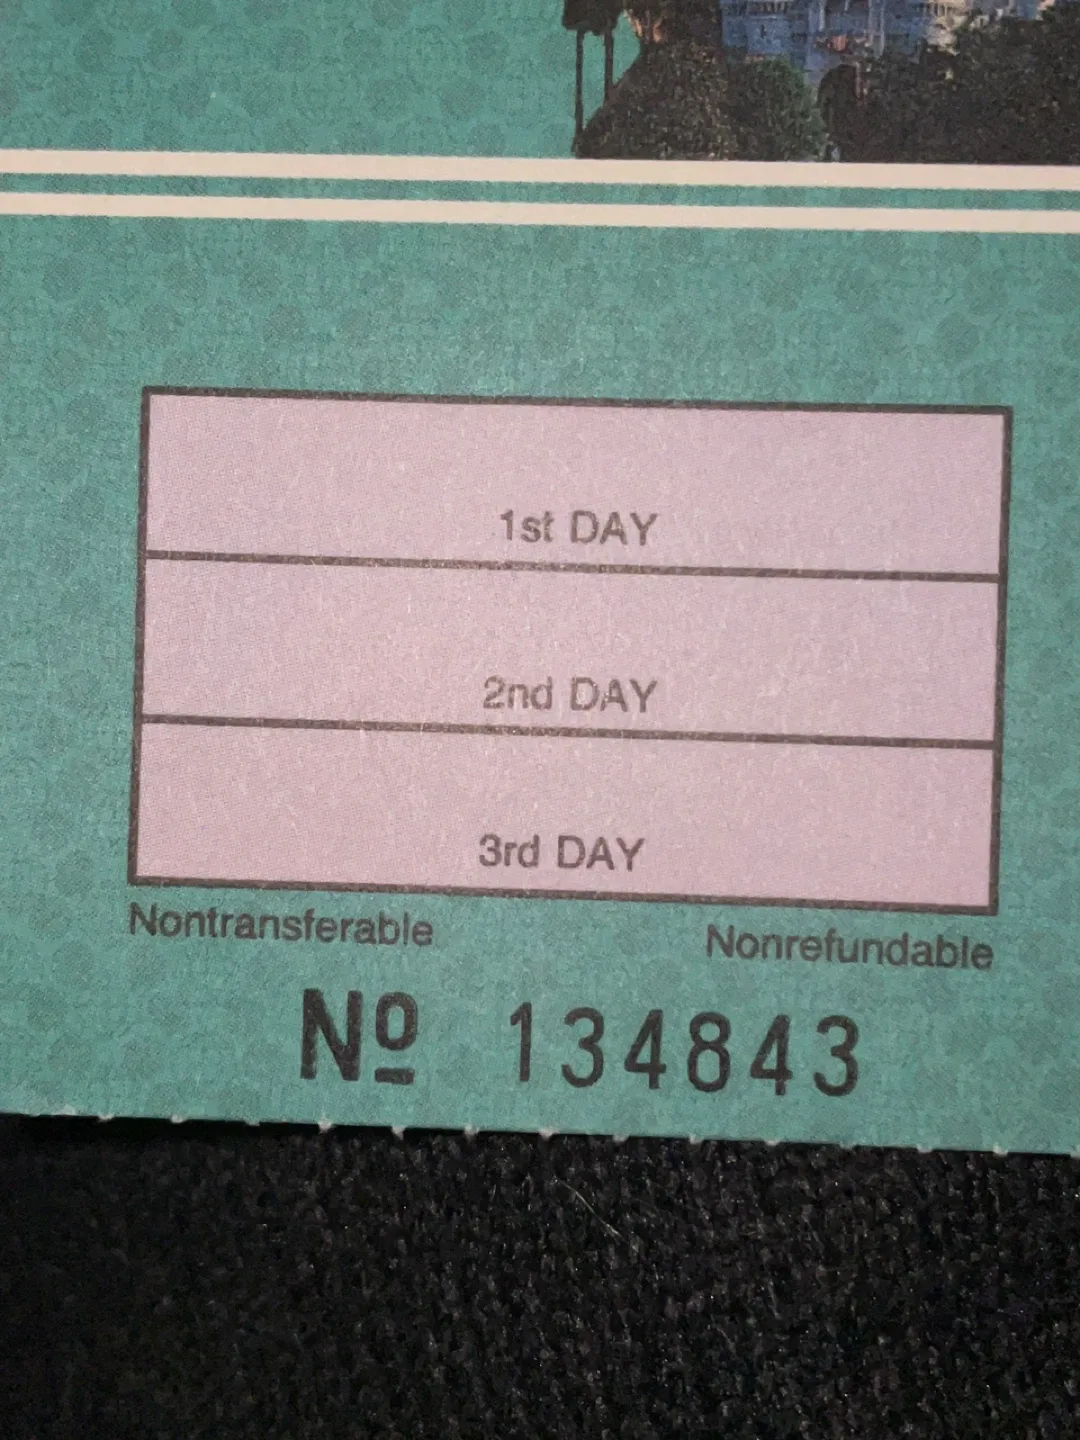 1st DAY
2nd DAY
3rd DAY
Nontransferable Nonrefundable
Nº 134843